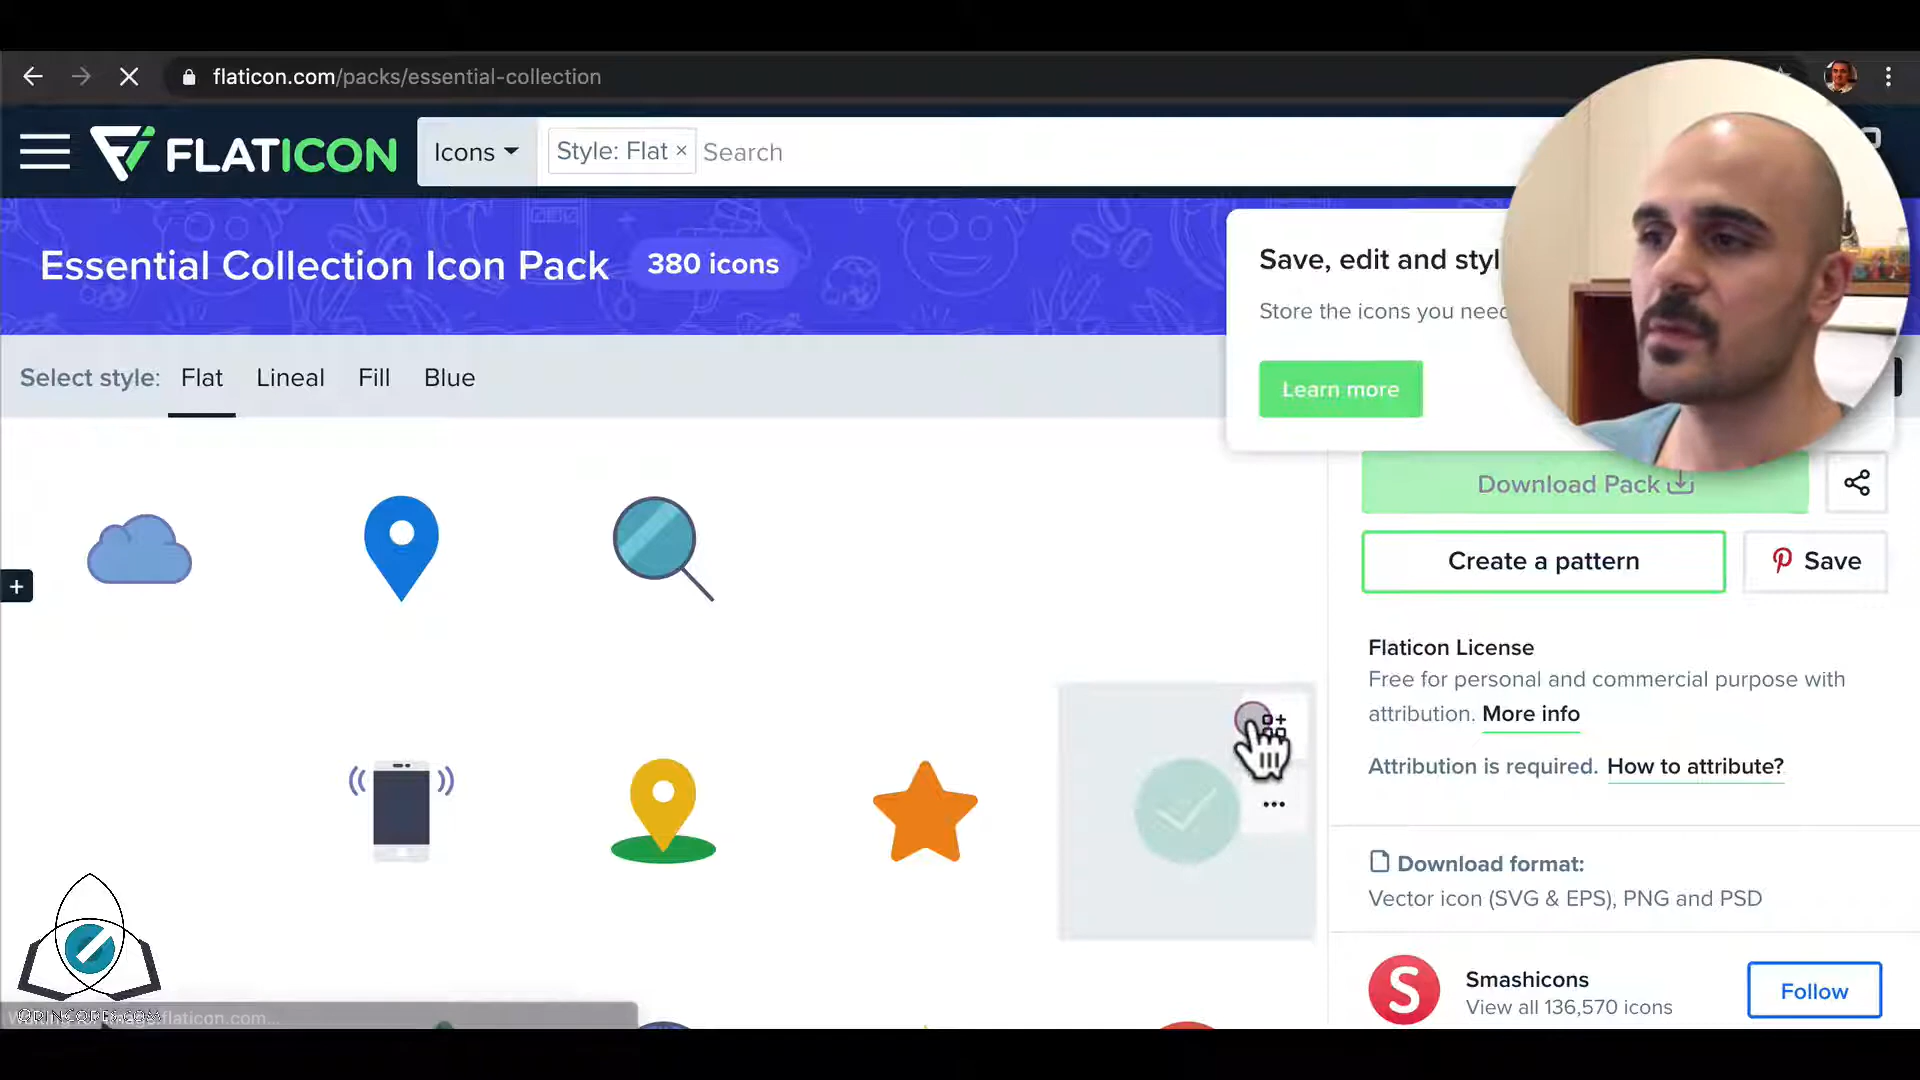 flaticon.com/packs/essential-collection
FLATICON
Icons
Style: Flat ×
Search
Essential Collection Icon Pack
380 icons
Save, edit and styl
Store the icons you need
Learn more
Select style:
Flat
Lineal
Fill
Blue
Download Pack
Create a pattern
Save
Flaticon License
Free for personal and commercial purpose with
attribution. More info
Attribution is required. How to attribute?
Download format:
Vector icon (SVG & EPS), PNG and PSD
S
Smashicons
View all 136,570 icons
Follow